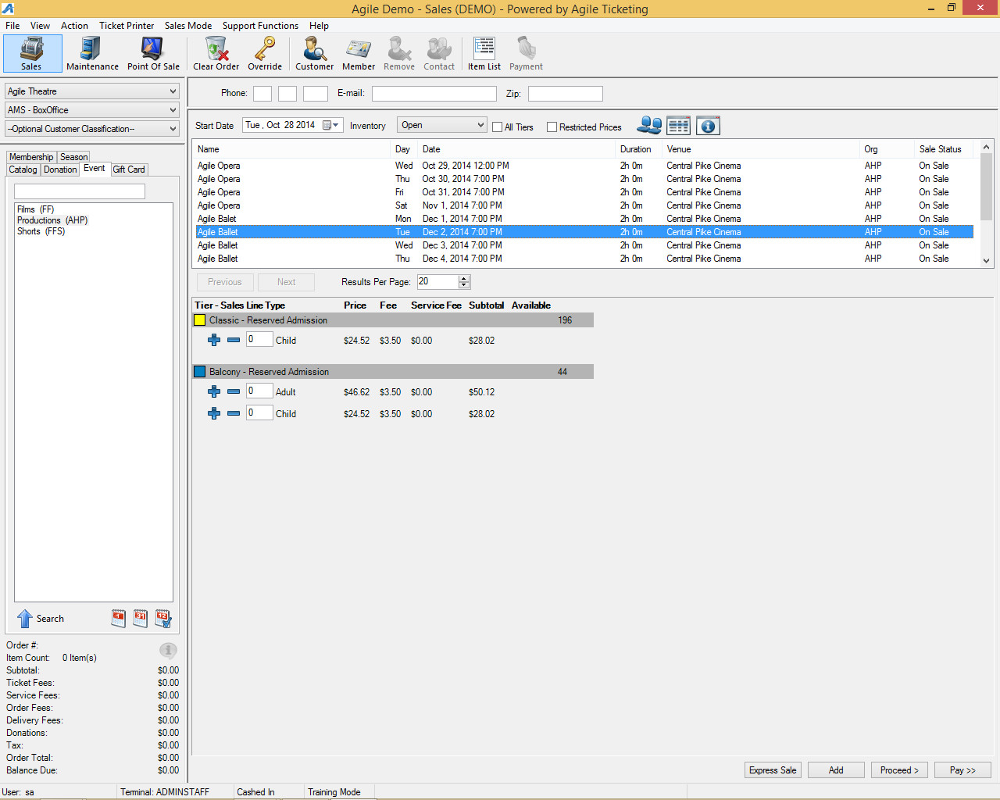 Agile Demo - Sales (DEMO) - Powered by Agile Ticketing
File View Action Ticket Printer Sales Mode Support Functions Help
Sales Maintenance Point Of Sale Clear Order Override Customer Member Remove Contact Item List Payment
Agile Theatre
AMS - BoxOffice
--Optional Customer Classification--
Phone: E-mail: Zip:
Start Date Tue , Oct 28 2014 Inventory Open All Tiers Restricted Prices
Membership Season
Catalog Donation Event Gift Card
Films (FF)
Productions (AHP)
Shorts (FFS)
Name Day Date Duration Venue Org Sale Status
Agile Opera Wed Oct 29, 2014 12:00 PM 2h 0m Central Pike Cinema AHP On Sale
Agile Opera Thu Oct 30, 2014 7:00 PM 2h 0m Central Pike Cinema AHP On Sale
Agile Opera Fri Oct 31, 2014 7:00 PM 2h 0m Central Pike Cinema AHP On Sale
Agile Opera Sat Nov 1, 2014 7:00 PM 2h 0m Central Pike Cinema AHP On Sale
Agile Balet Mon Dec 1, 2014 7:00 PM 2h 0m Central Pike Cinema AHP On Sale
Agile Ballet Tue Dec 2, 2014 7:00 PM 2h 0m Central Pike Cinema AHP On Sale
Agile Ballet Wed Dec 3, 2014 7:00 PM 2h 0m Central Pike Cinema AHP On Sale
Agile Ballet Thu Dec 4, 2014 7:00 PM 2h 0m Central Pike Cinema AHP On Sale
Previous Next Results Per Page: 20
Tier - Sales Line Type Price Fee Service Fee Subtotal Available
Classic - Reserved Admission 196
0 Child $24.52 $3.50 $0.00 $28.02
Balcony - Reserved Admission 44
0 Adult $46.62 $3.50 $0.00 $50.12
0 Child $24.52 $3.50 $0.00 $28.02
Search 1 31 12
Order #:
Item Count: 0 Item(s)
Subtotal: $0.00
Ticket Fees: $0.00
Service Fees: $0.00
Order Fees: $0.00
Delivery Fees: $0.00
Donations: $0.00
Tax: $0.00
Order Total: $0.00
Balance Due: $0.00
Express Sale Add Proceed > Pay >>
User: sa Terminal: ADMINSTAFF Cashed In Training Mode